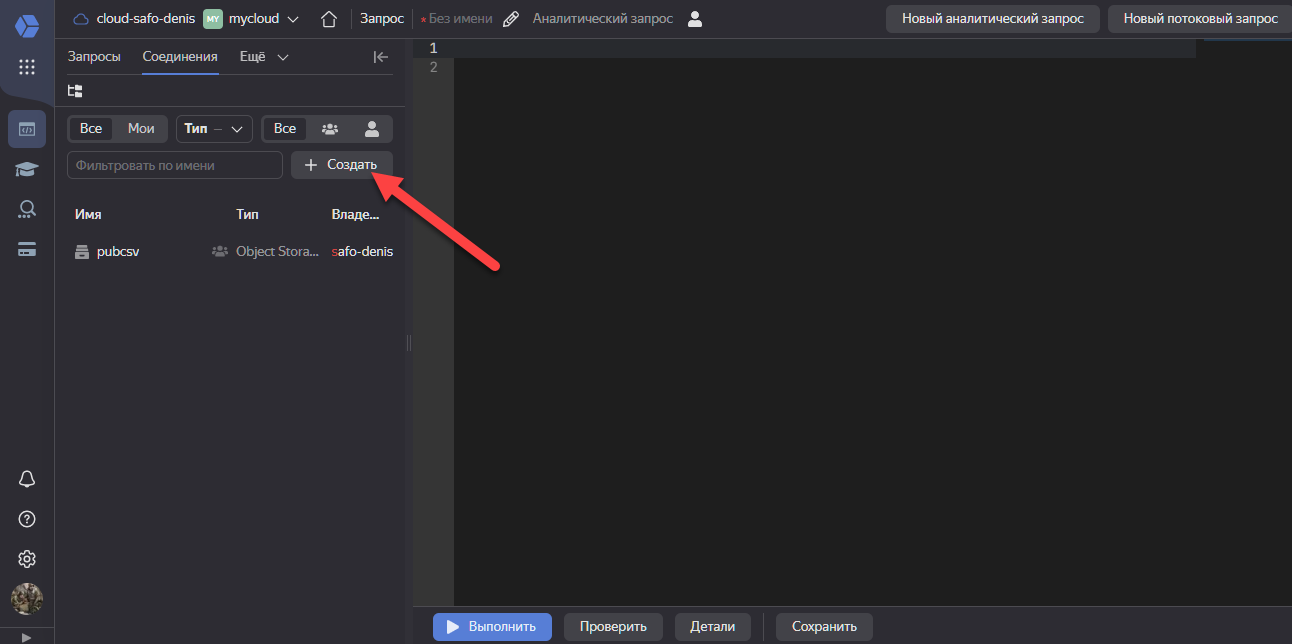 cloud-safo-denis MY mycloud Запрос Без имени Аналитический запрос Новый аналитический запрос Новый потоковый запрос
Запросы Соединения Ещё
Все Мои Тип – Все
Фильтровать по имени + Создать
Имя Тип Владе...
pubcsv Object Stora... safo-denis
1
2
Выполнить Проверить Детали Сохранить